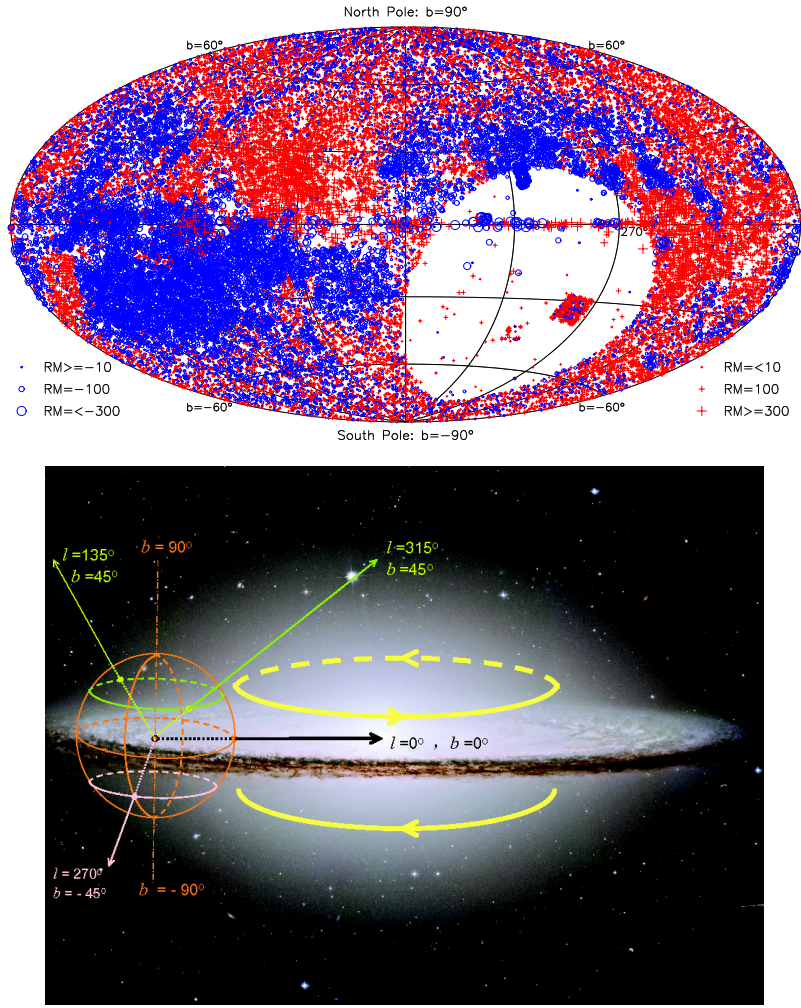 North Pole: b=90°
b=60°
b=60°
270
RM>=−10
RM=−100
RM=<−300
RM=<10
RM=100
RM>=300
b=−60°
b=−60°
South Pole: b=−90°
l=135°
b=45°
b = 90°
l=315°
b=45°
l=0° , b=0°
l=270°
b = - 45°
b = - 90°